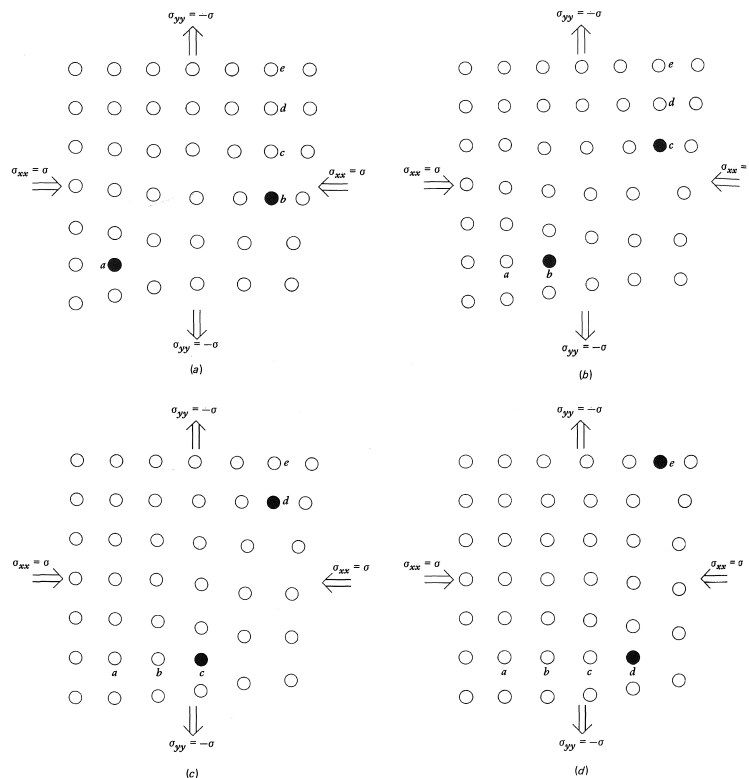 σyy = −σ
σyy = −σ
e
e
d
d
c
c
σxx = σ
σxx = σ
σxx = σ
σxx =
b
a
a
b
σyy = −σ
σyy = −σ
(a)
(b)
σyy = −σ
σyy = −σ
e
e
d
σxx = σ
σxx = σ
σxx = σ
σxx = σ
a
b
c
a
b
c
d
σyy = −σ
σyy = −σ
(c)
(d)